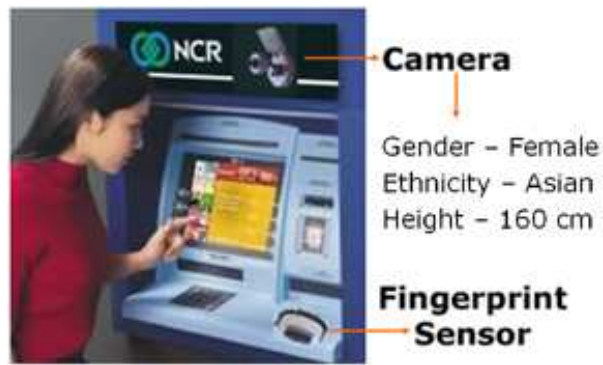 NCR
Camera
Gender – Female
Ethnicity – Asian
Height – 160 cm
Fingerprint
Sensor